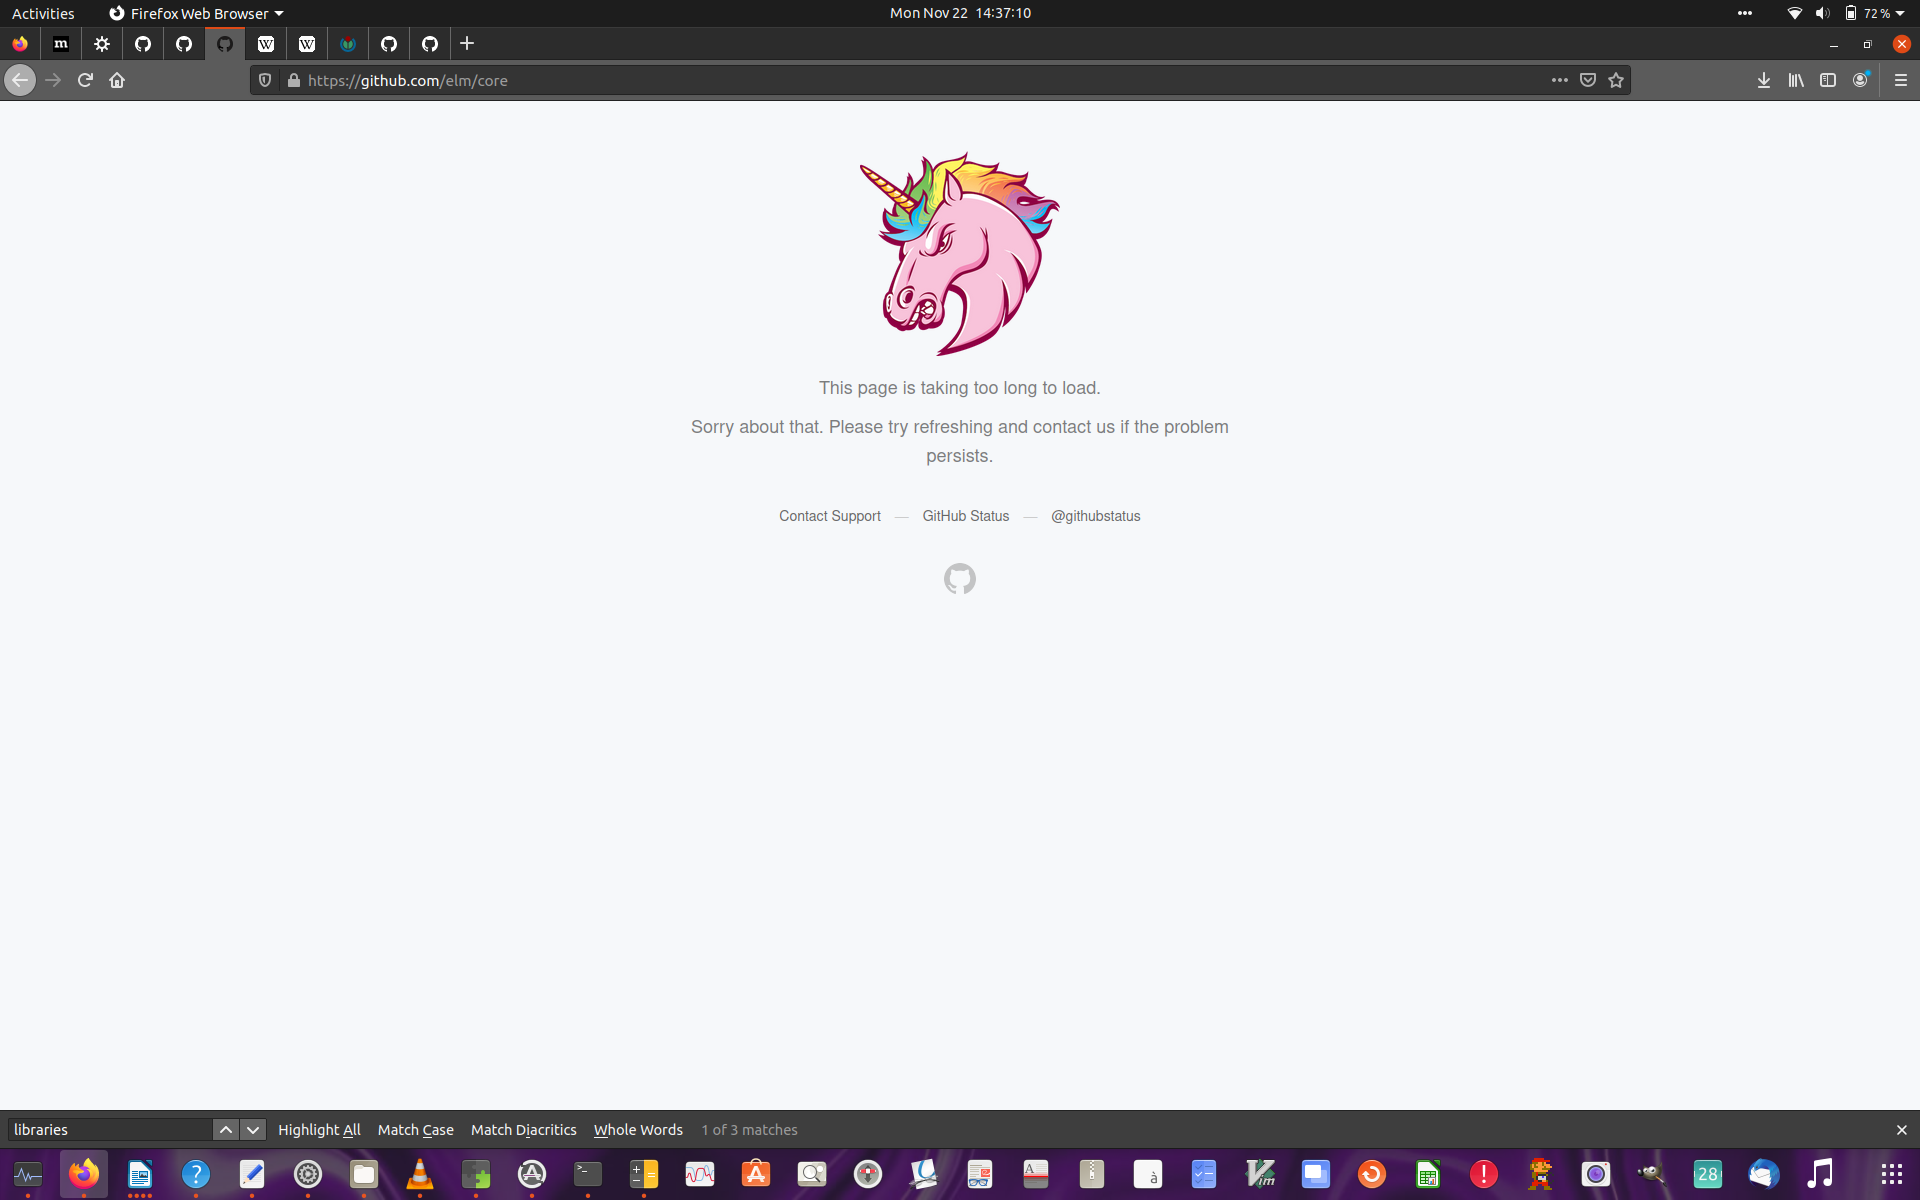 Activities
Firefox Web Browser
Mon Nov 22 14:37:10
72 %
m
W
W
https://github.com/elm/core
This page is taking too long to load.
Sorry about that. Please try refreshing and contact us if the problem
persists.
Contact Support — GitHub Status — @githubstatus
libraries
Highlight All
Match Case
Match Diacritics
Whole Words
1 of 3 matches
?
>_
A
à
Vim
!
28